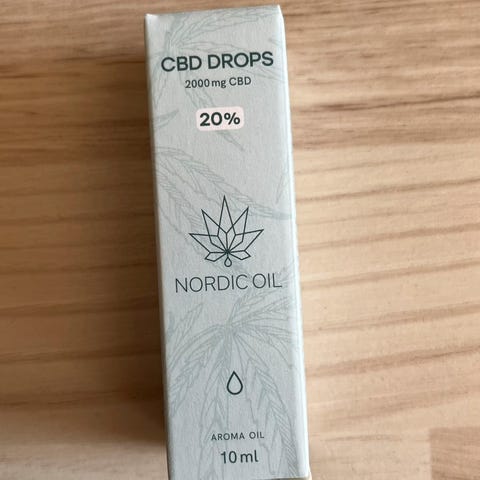 CBD DROPS
2000mg CBD
20%
NORDIC OIL
AROMA OIL
10 ml